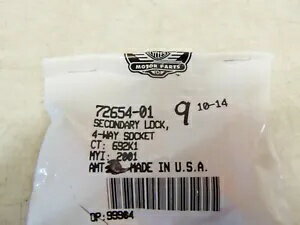 MOTOR PARTS
72654-01
9 10-14
SECONDARY LOCK,
4-WAY SOCKET
CT: 692K1
MYI: 2001
AMT MADE IN U.S.A.
OP:99984